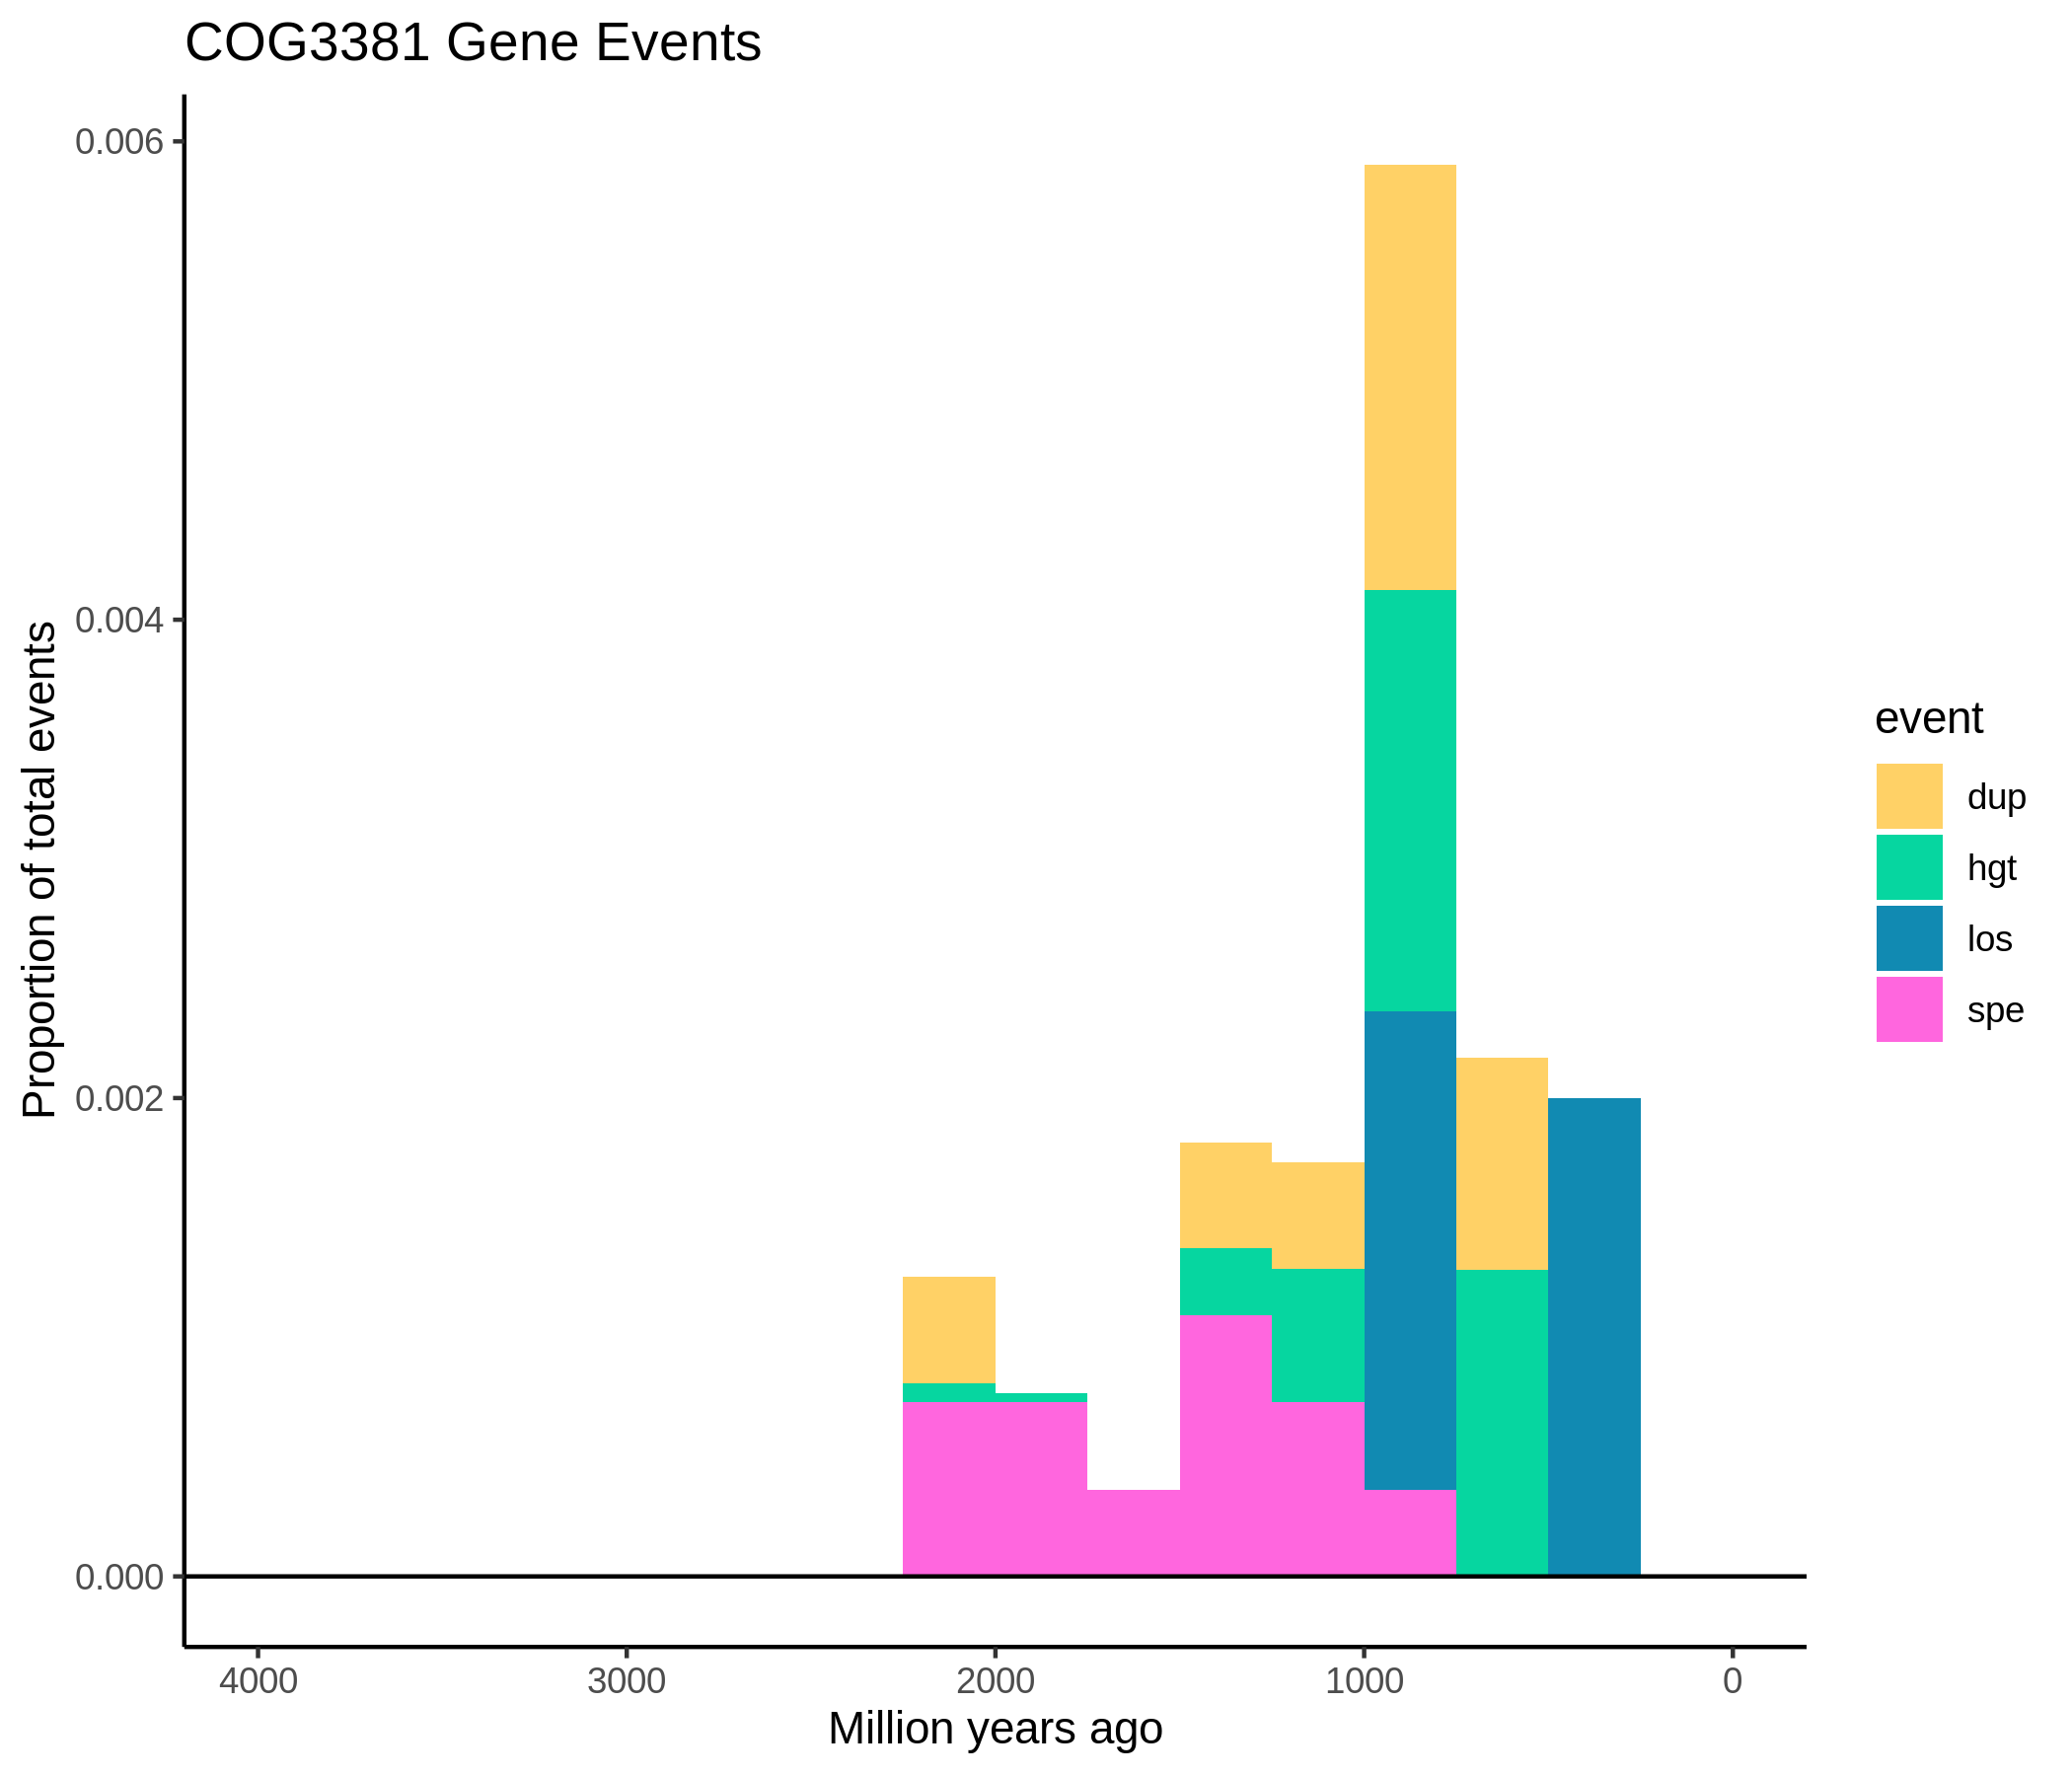 COG3381 Gene Events
Proportion of total events
0.006
0.004
0.002
0.000
4000 3000 2000 1000 0
Million years ago
event
dup
hgt
los
spe